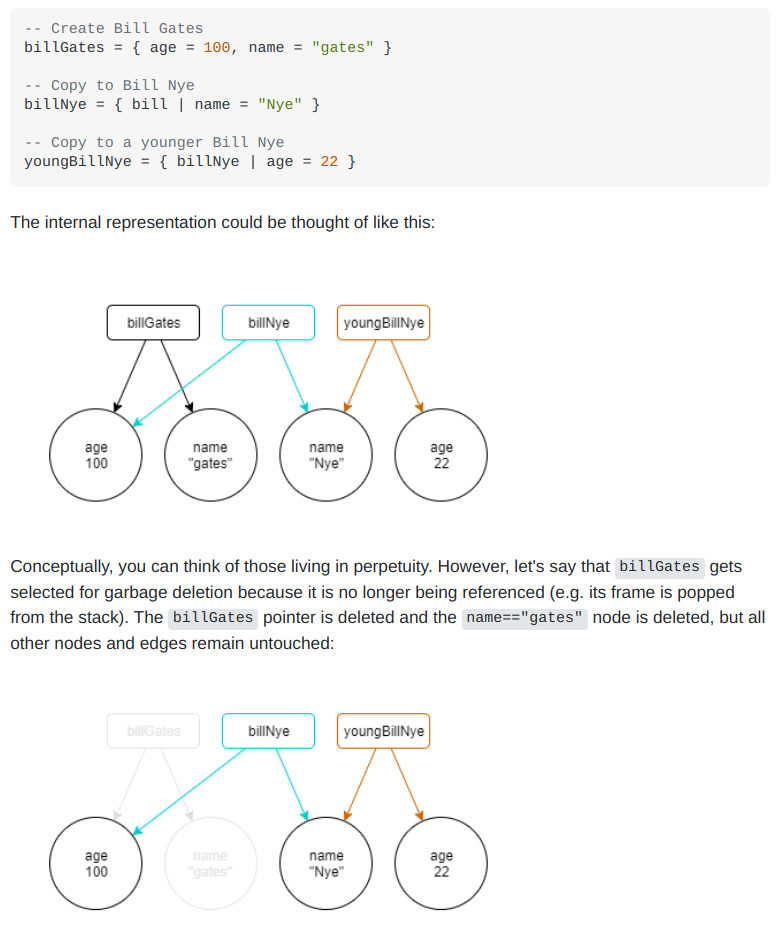 -- Create Bill Gates
billGates = { age = 100, name = "gates" }
-- Copy to Bill Nye
billNye = { bill | name = "Nye" }
-- Copy to a younger Bill Nye
youngBillNye = { billNye | age = 22 }
The internal representation could be thought of like this:
billGates
billNye
youngBillNye
age
100
name
"gates"
name
"Nye"
age
22
Conceptually, you can think of those living in perpetuity. However, let's say that billGates gets
selected for garbage deletion because it is no longer being referenced (e.g. its frame is popped
from the stack). The billGates pointer is deleted and the name=="gates" node is deleted, but all
other nodes and edges remain untouched:
billGates
billNye
youngBillNye
age
100
name
"gates"
name
"Nye"
age
22